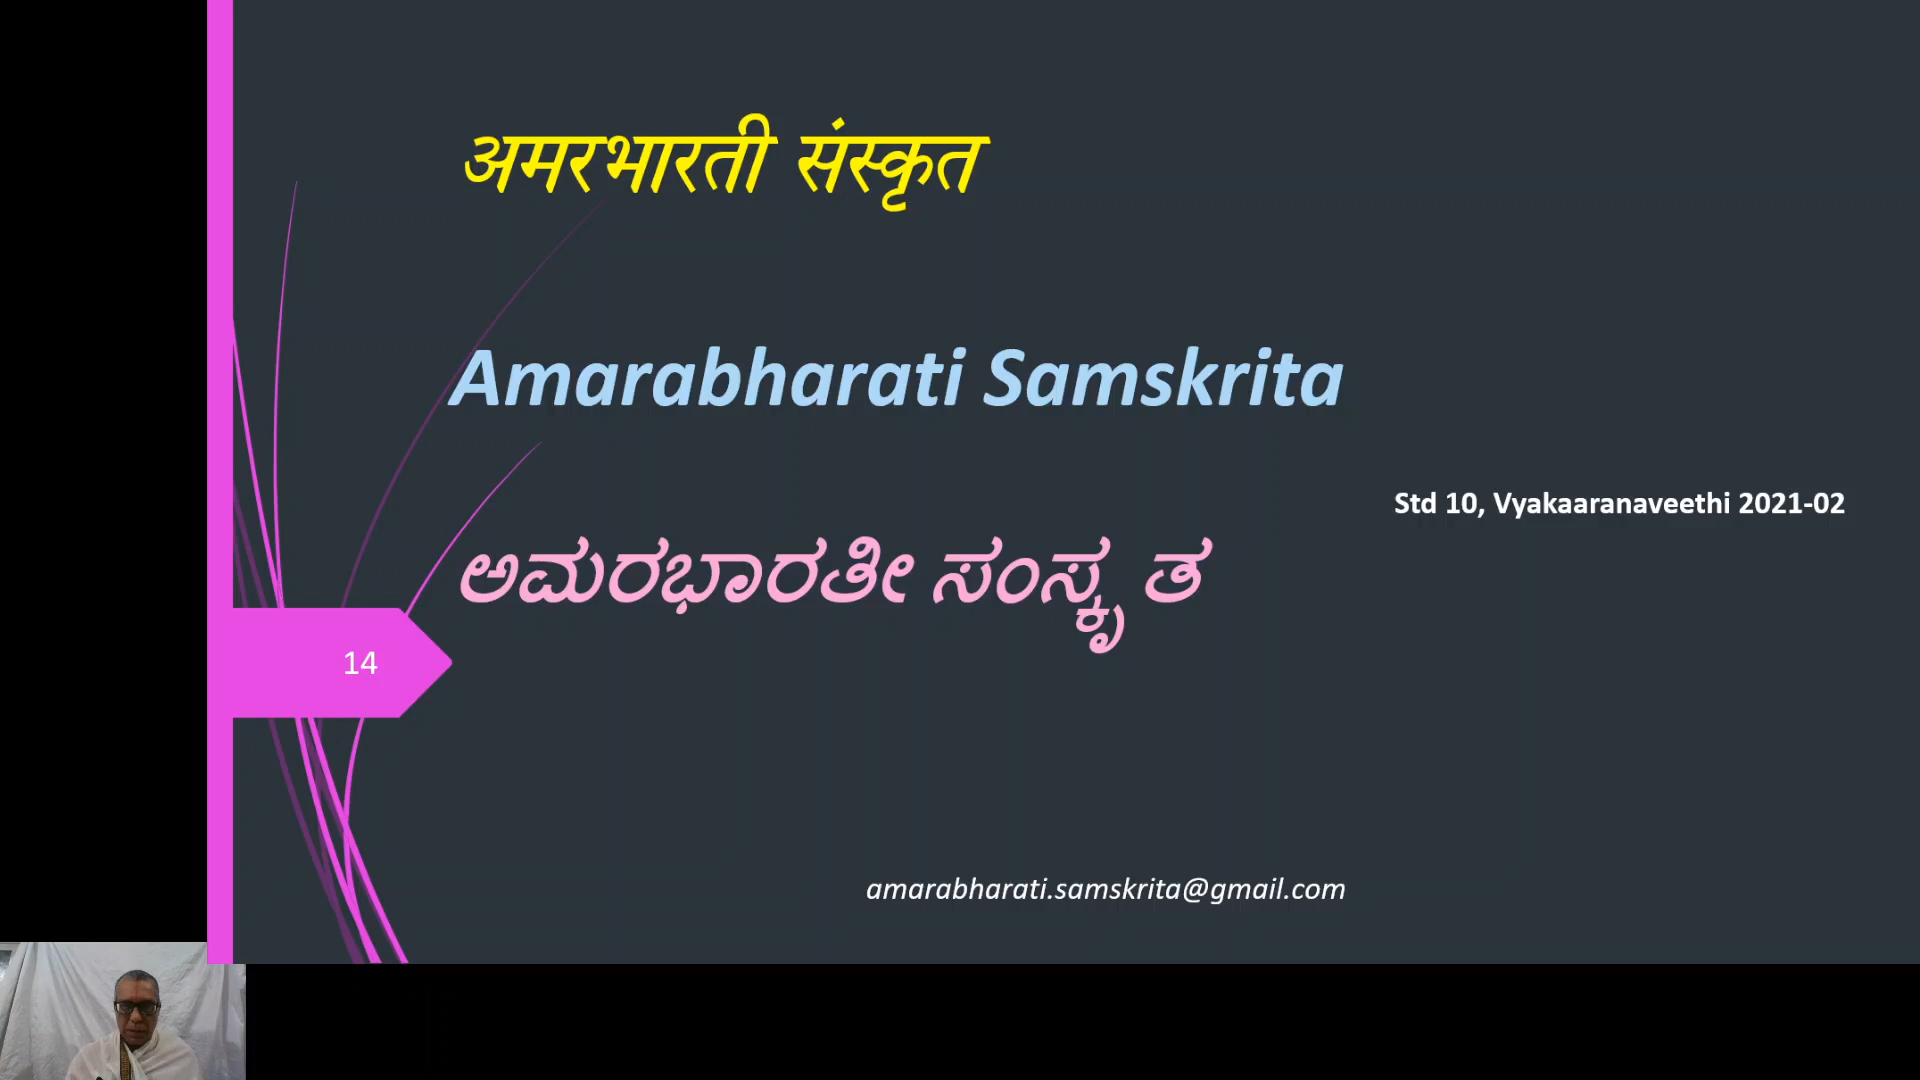 अमरभारती संस्कृत
Amarabharati Samskrita
Std 10, Vyakaaranaveethi 2021-02
ಅಮರಭಾರತೀ ಸಂಸ್ಕೃತ
14
amarabharati.samskrita@gmail.com